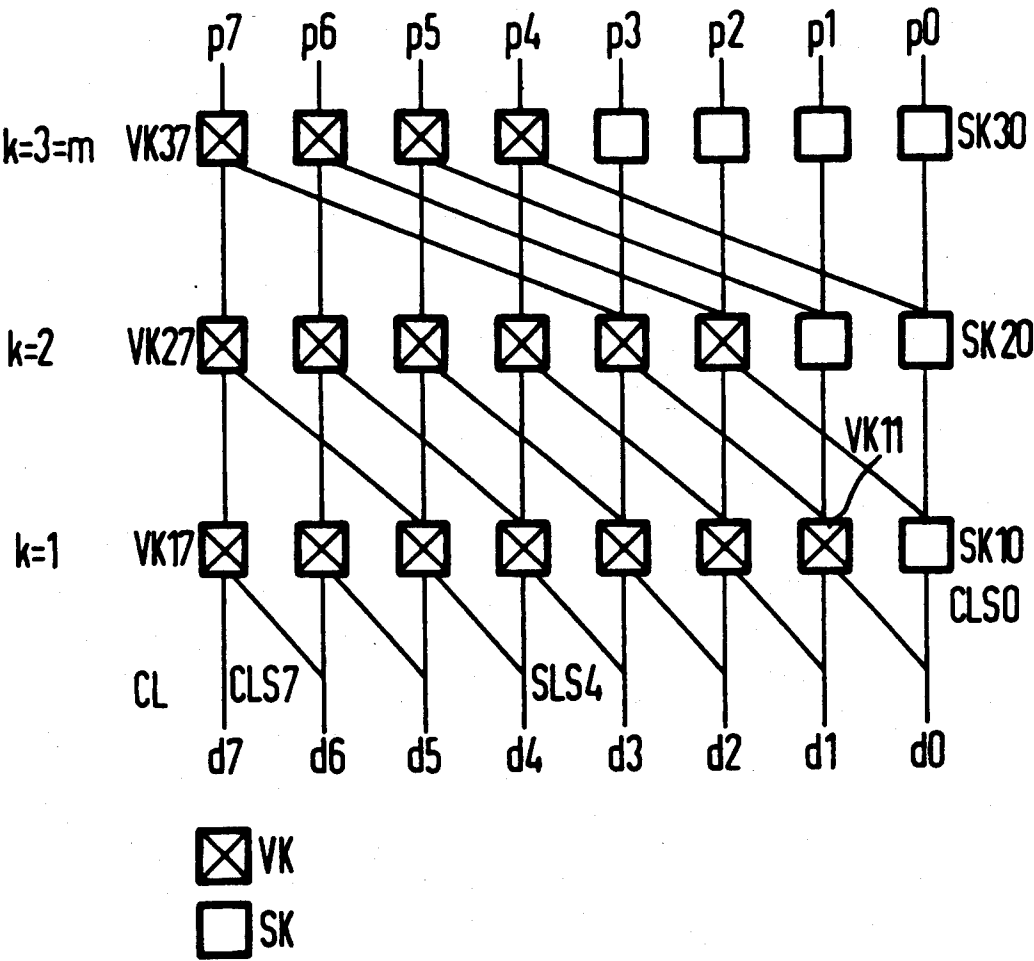 p7 p6 p5 p4 p3 p2 p1 p0
k=3=m VK37 SK30
k=2 VK27 SK20
VK11
k=1 VK17 SK10
CLS0
CL CLS7 SLS4
d7 d6 d5 d4 d3 d2 d1 d0
VK
SK